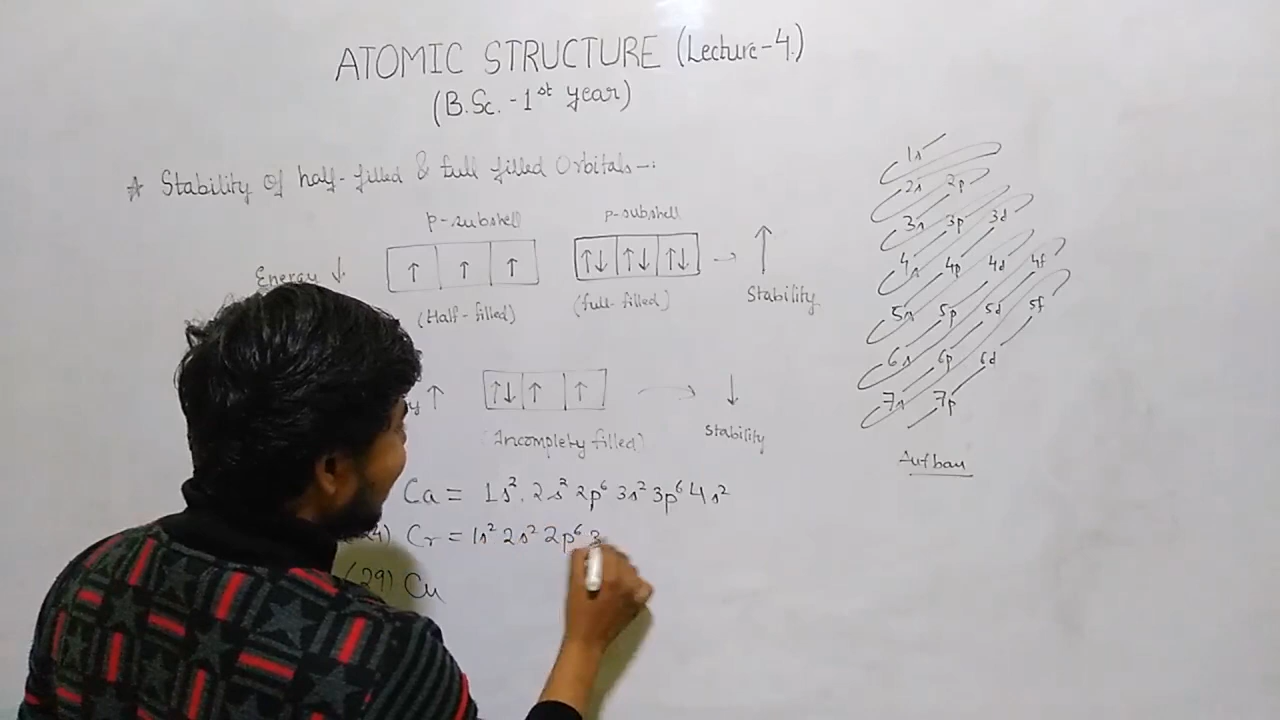 ATOMIC STRUCTURE (Lecture-4.)
(B.Sc. - 1st year)
☆ Stability Of half-filled & full filled Orbitals -:
p-subshell
p-subshell
Energy ↓
↑ ↑ ↑
↑↓ ↑↓ ↑↓ → ↑
(Half-filled)
(full-filled)
Stability
↑
↑↓ ↑ ↑ → ↓
(Incomplety filled)
Stability
Ca = 1s². 2s² 2p⁶ 3s² 3p⁶ 4s²
24) Cr = 1s² 2s² 2p⁶ 3
(29) Cu
1s
2s 2p
3s 3p 3d
4s 4p 4d 4f
5s 5p 5d 5f
6s 6p 6d
7s 7p
Aufbau